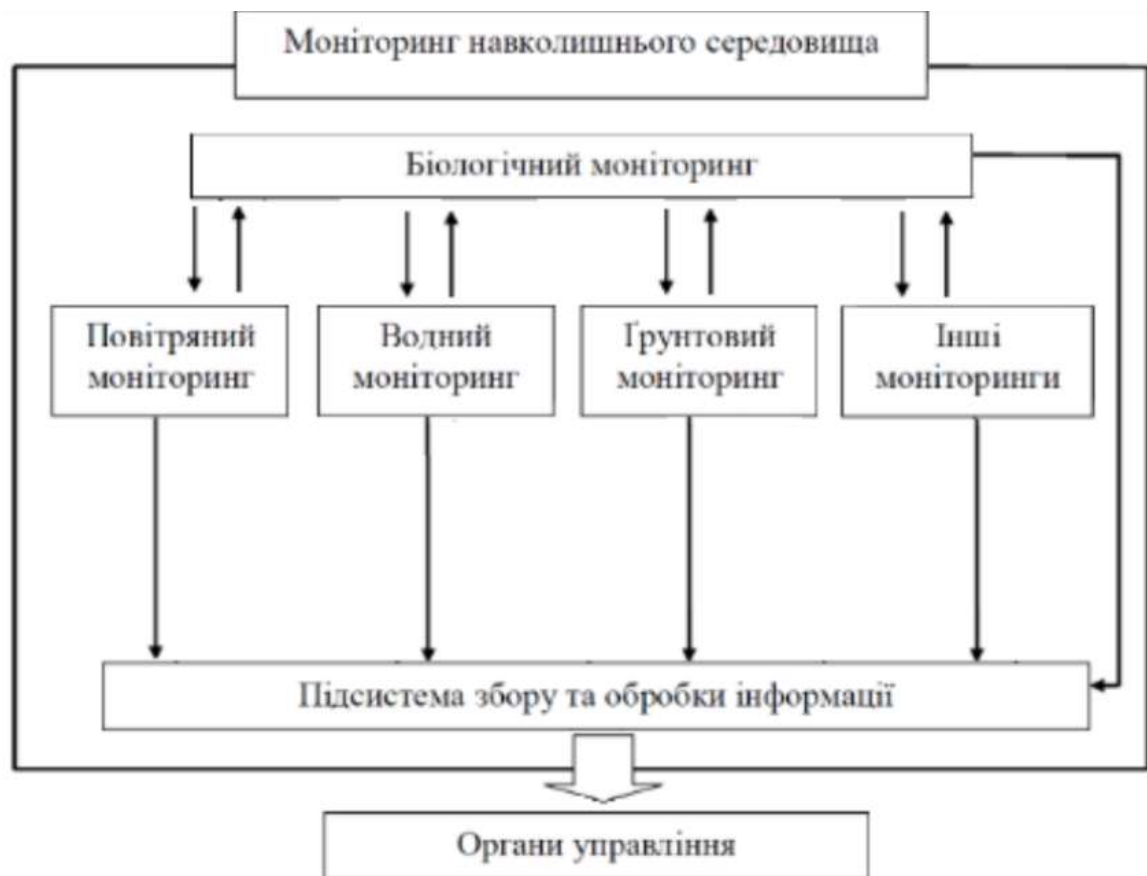 Моніторинг навколишнього середовища
Біологічний моніторинг
Повітряний
моніторинг
Водний
моніторинг
Ґрунтовий
моніторинг
Інші
моніторинги
Підсистема збору та обробки інформації
Органи управління